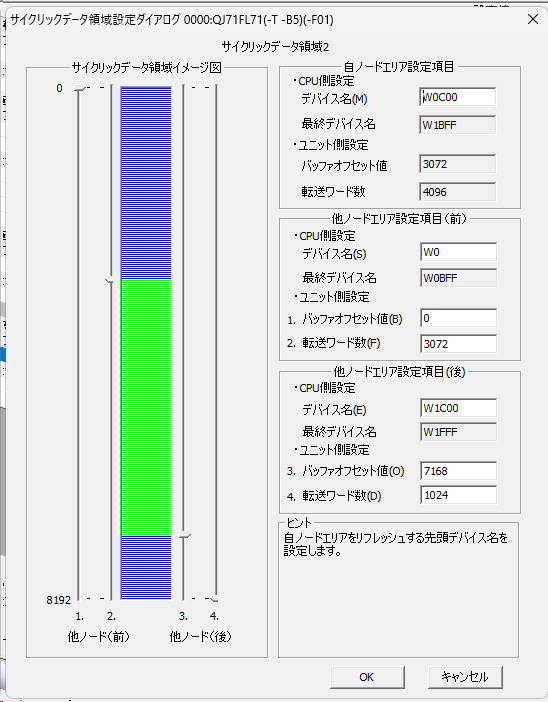 サイクリックデータ領域設定ダイアログ 0000:QJ71FL71(-T -B5)(-F01)
サイクリックデータ領域2
サイクリックデータ領域イメージ図
0
8192
1. 2. 3. 4.
他ノード(前) 他ノード(後)
自ノードエリア設定項目
・CPU側設定
デバイス名(M) W0C00
最終デバイス名 W1BFF
・ユニット側設定
バッファオフセット値 3072
転送ワード数 4096
他ノードエリア設定項目(前)
・CPU側設定
デバイス名(S) W0
最終デバイス名 W0BFF
・ユニット側設定
1. バッファオフセット値(B) 0
2. 転送ワード数(F) 3072
他ノードエリア設定項目(後)
・CPU側設定
デバイス名(E) W1C00
最終デバイス名 W1FFF
・ユニット側設定
3. バッファオフセット値(O) 7168
4. 転送ワード数(D) 1024
ヒント
自ノードエリアをリフレッシュする先頭デバイス名を
設定します。
OK キャンセル